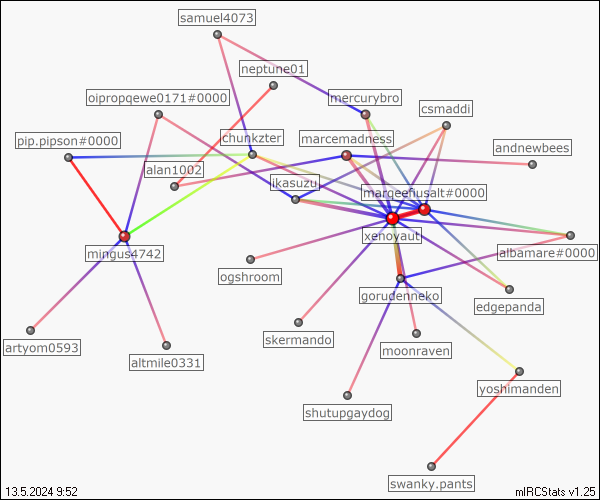 samuel4073
neptune01
oipropqewe0171#0000
mercurybro
csmaddi
pip.pipson#0000
chunkzter
marcemadness
andnewbees
alan1002
ikasuzu
margeefusalt#0000
xenoyaut
mingus4742
albamare#0000
ogshroom
gorudenneko
edgepanda
skermando
artyom0593
moonraven
altmile0331
yoshimanden
shutupgaydog
swanky.pants
13.5.2024 9:52
mIRCStats v1.25